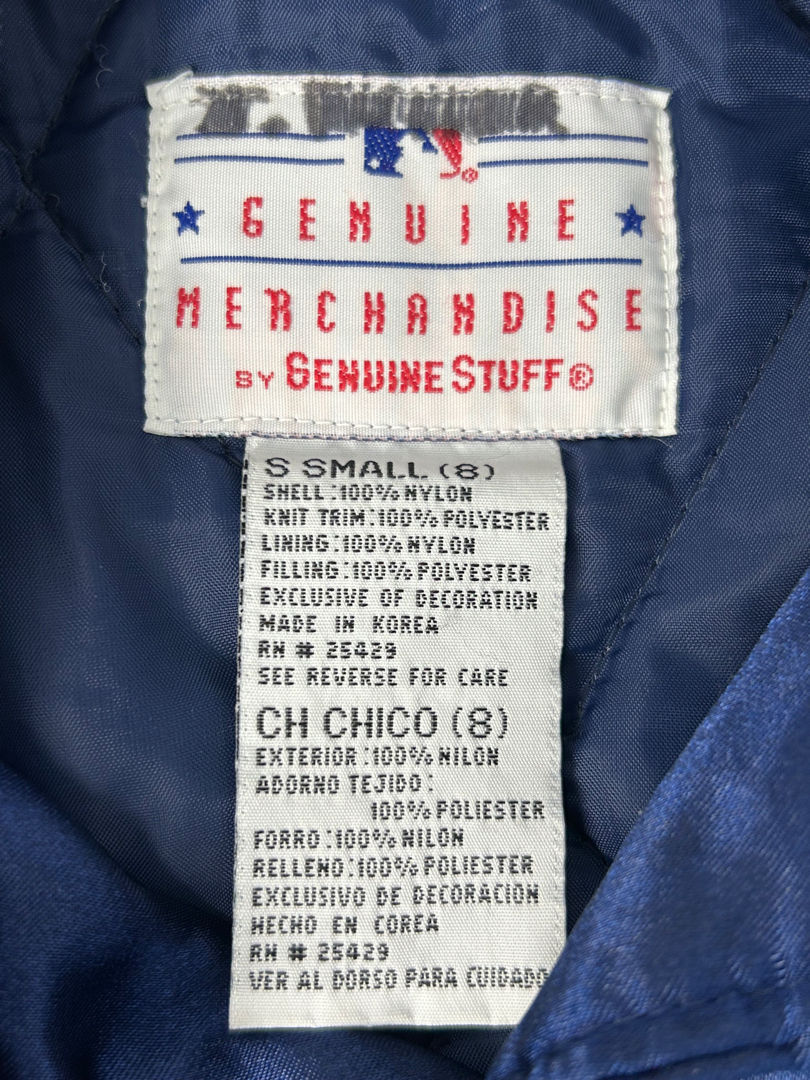 GENUINE
MERCHANDISE
BY GENUINE STUFF®
S SMALL (8)
SHELL:100% NYLON
KNIT TRIM:100% POLYESTER
LINING:100% NYLON
FILLING:100% POLYESTER
EXCLUSIVE OF DECORATION
MADE IN KOREA
RN # 25429
SEE REVERSE FOR CARE
CH CHICO (8)
EXTERIOR:100% NILON
ADORNO TEJIDO:
100% POLIESTER
FORRO:100% NILON
RELLENO:100% POLIESTER
EXCLUSIVO DE DECORACION
HECHO EN COREA
RN # 25429
VER AL DORSO PARA CUIDADO